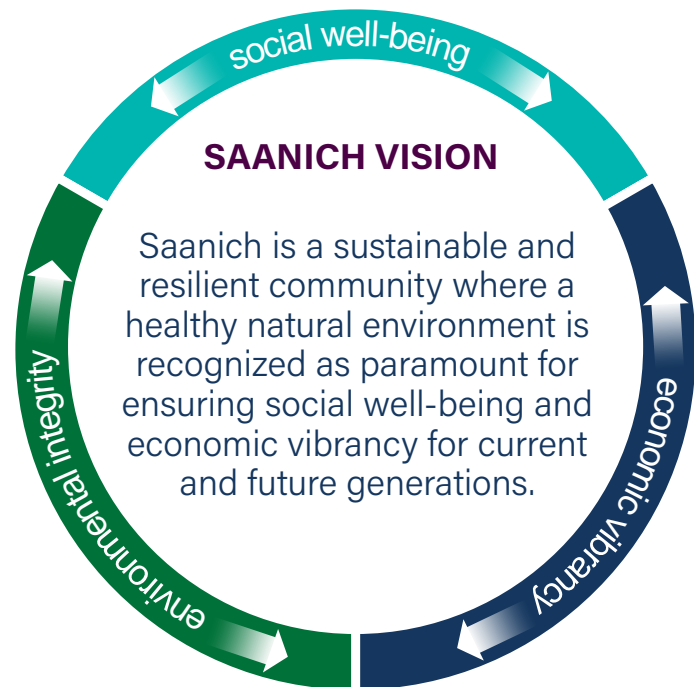 social well-being
SAANICH VISION
Saanich is a sustainable and
resilient community where a
healthy natural environment is
recognized as paramount for
ensuring social well-being and
economic vibrancy for current
and future generations.
environmental integrity
economic vibrancy